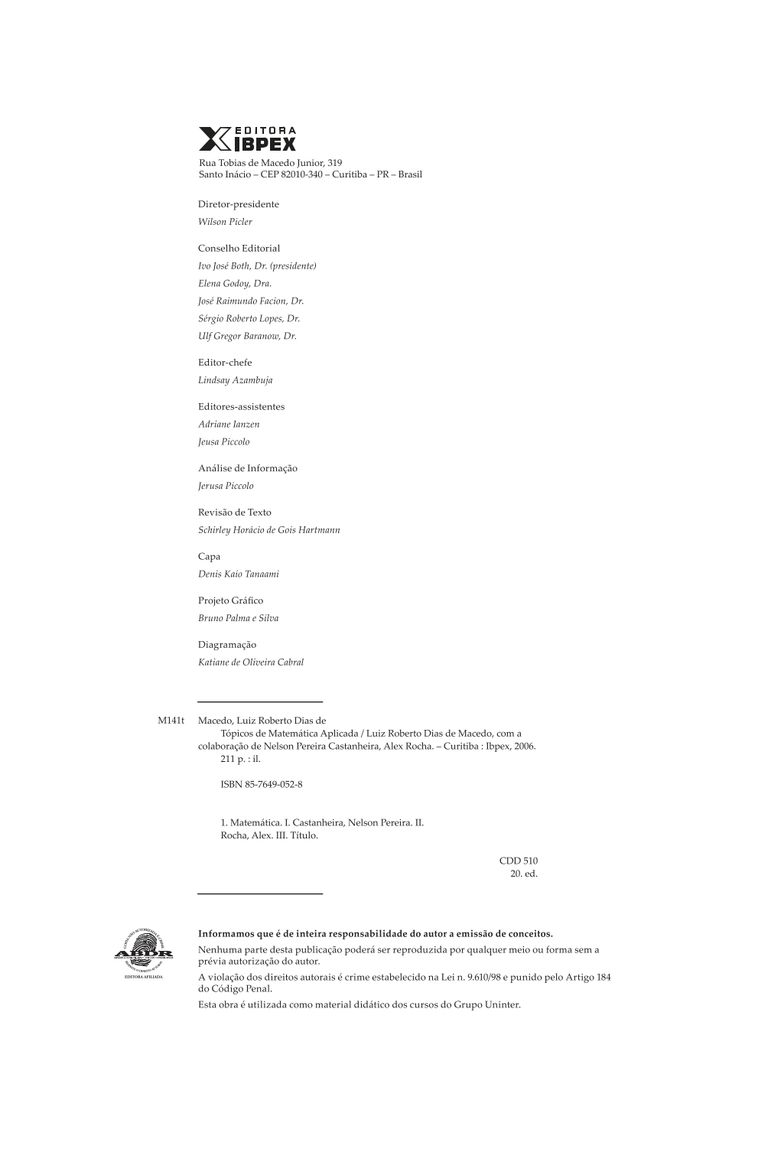 EDITORA
IBPEX
Rua Tobias de Macedo Junior, 319
Santo Inácio – CEP 82010-340 – Curitiba – PR – Brasil
Diretor-presidente
Wilson Picler
Conselho Editorial
Ivo José Both, Dr. (presidente)
Elena Godoy, Dra.
José Raimundo Facion, Dr.
Sérgio Roberto Lopes, Dr.
Ulf Gregor Baranow, Dr.
Editor-chefe
Lindsay Azambuja
Editores-assistentes
Adriane Ianzen
Jeusa Piccolo
Análise de Informação
Jerusa Piccolo
Revisão de Texto
Schirley Horácio de Gois Hartmann
Capa
Denis Kaio Tanaami
Projeto Gráfico
Bruno Palma e Silva
Diagramação
Katiane de Oliveira Cabral
M141t Macedo, Luiz Roberto Dias de
Tópicos de Matemática Aplicada / Luiz Roberto Dias de Macedo, com a
colaboração de Nelson Pereira Castanheira, Alex Rocha. – Curitiba : Ibpex, 2006.
211 p. : il.
ISBN 85-7649-052-8
1. Matemática. I. Castanheira, Nelson Pereira. II.
Rocha, Alex. III. Título.
CDD 510
20. ed.
ABDR
EDITORA AFILIADA
Informamos que é de inteira responsabilidade do autor a emissão de conceitos.
Nenhuma parte desta publicação poderá ser reproduzida por qualquer meio ou forma sem a
prévia autorização do autor.
A violação dos direitos autorais é crime estabelecido na Lei n. 9.610/98 e punido pelo Artigo 184
do Código Penal.
Esta obra é utilizada como material didático dos cursos do Grupo Uninter.